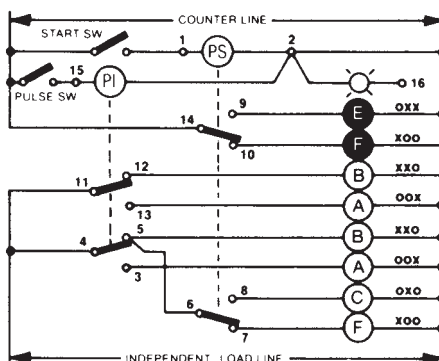 COUNTER LINE
START SW
1
PS
2
15
PI
16
PULSE SW
9
E
OXX
14
10
F
XOO
12
B
XXO
11
13
A
OOX
5
B
XXO
4
3
A
OOX
8
C
OXO
6
7
F
XOO
INDEPENDENT LOAD LINE